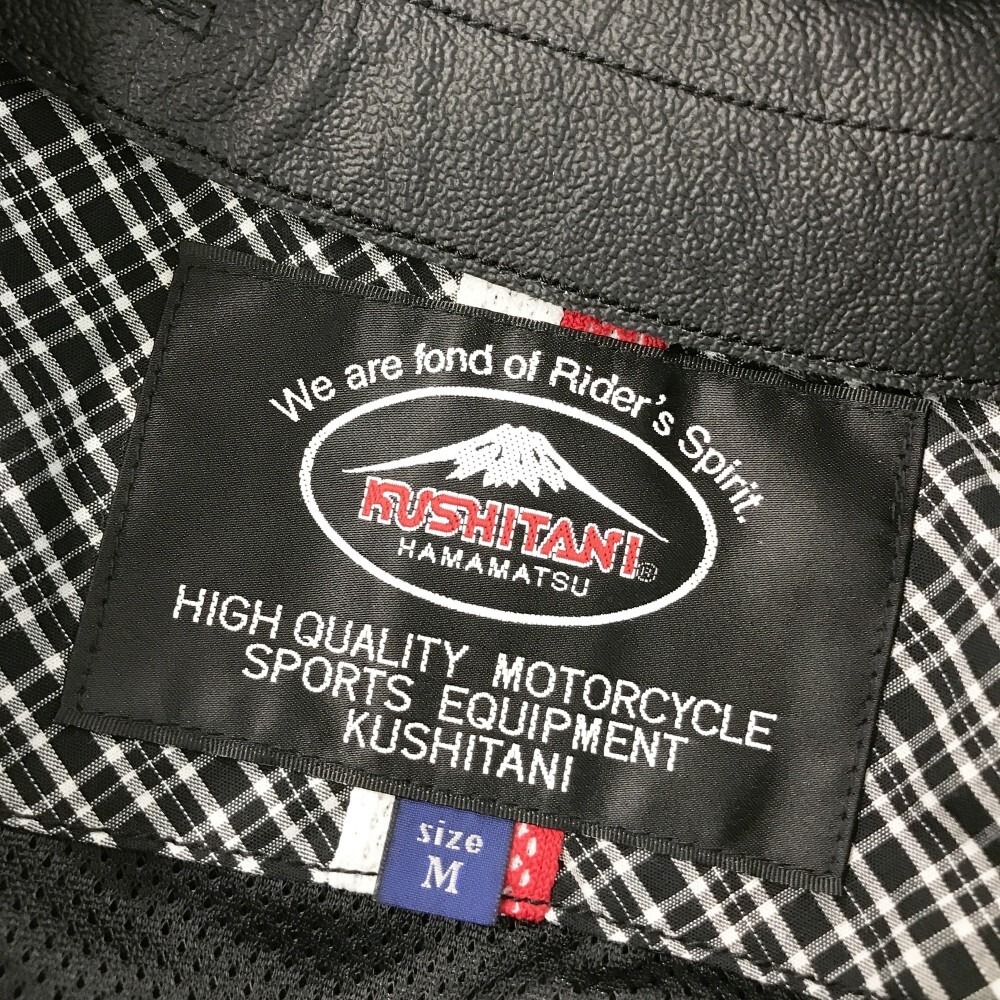 We are fond of Rider's Spirit.
KUSHITANI®
HAMAMATSU
HIGH QUALITY MOTORCYCLE
SPORTS EQUIPMENT
KUSHITANI
size
M